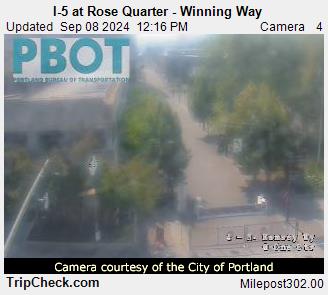 I-5 at Rose Quarter - Winning Way
Updated Sep 08 2024 12:16 PM Camera 4
PBOT
PORTLAND BUREAU OF TRANSPORTATION
Camera courtesy of the City of Portland
TripCheck.com Milepost302.00